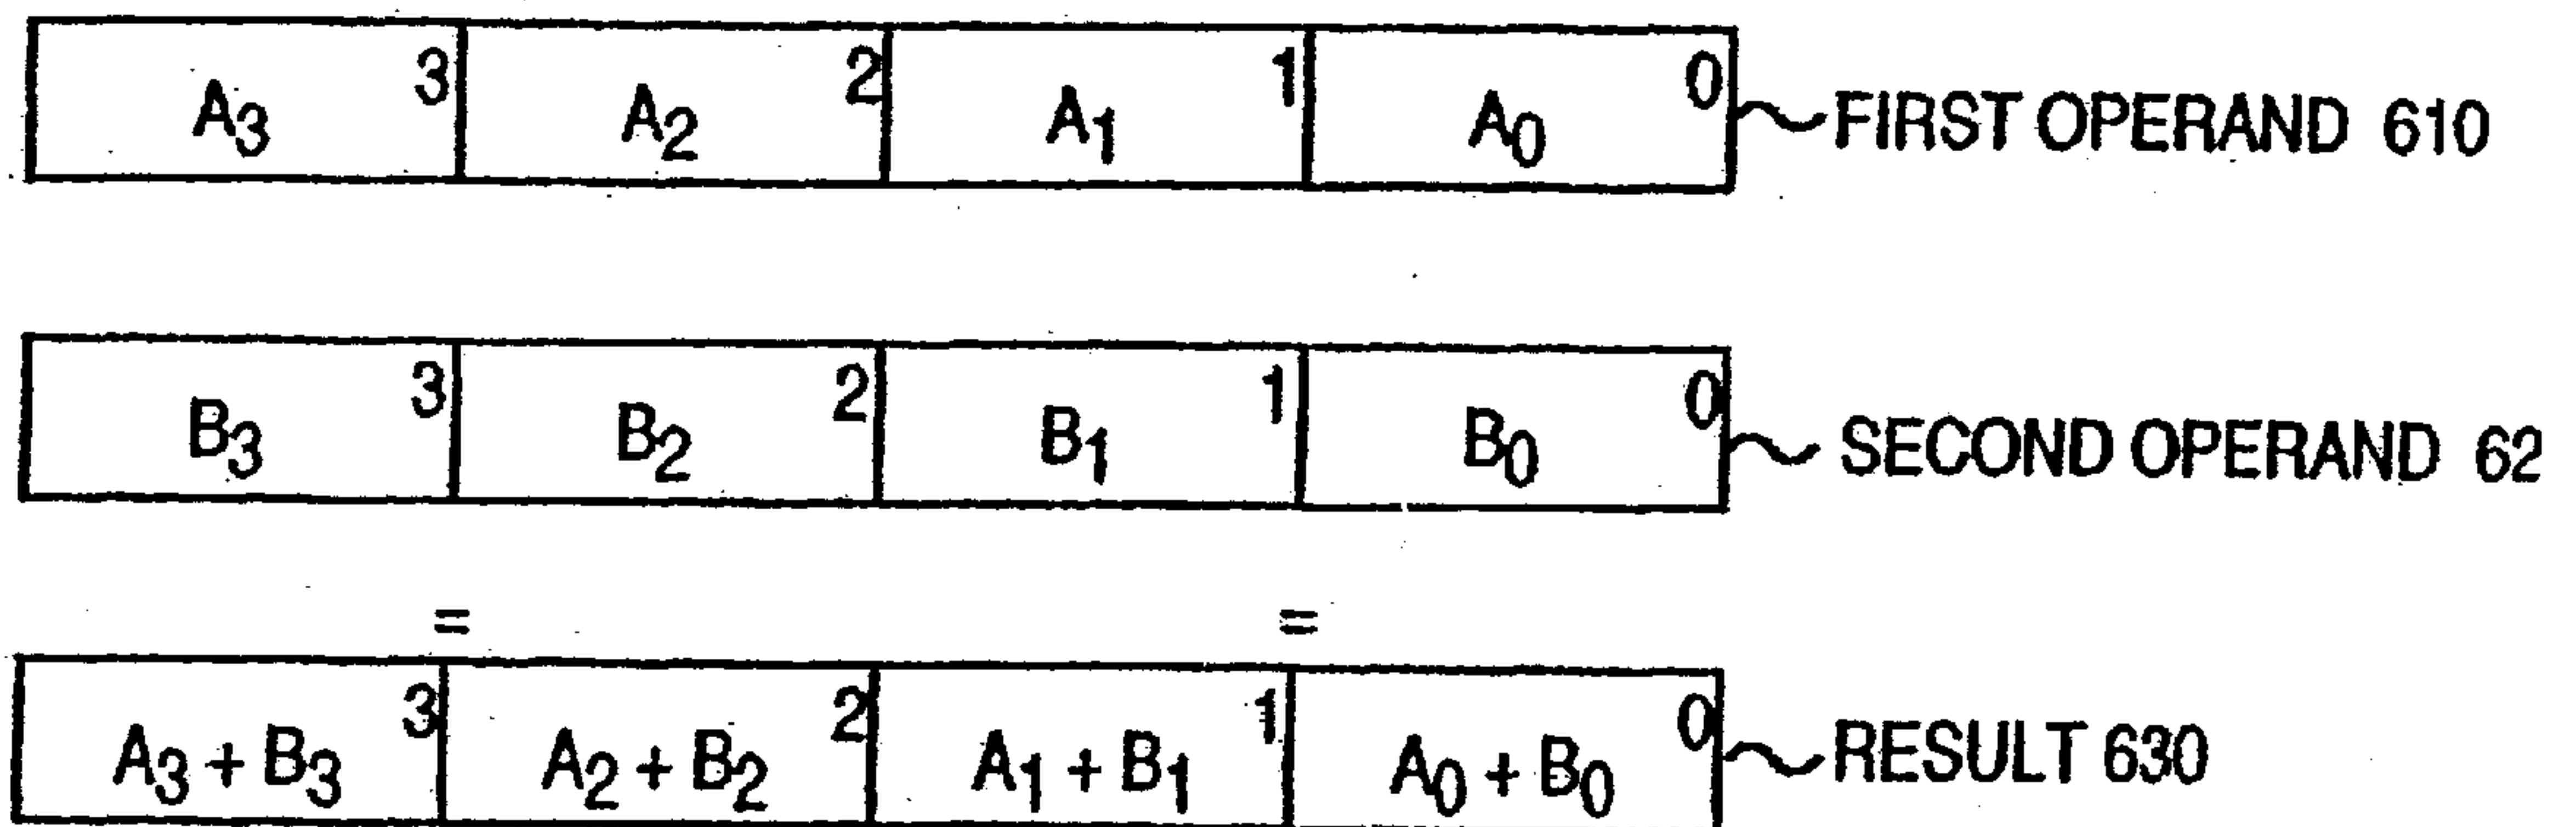 3 2 1 0
A3 A2 A1 A0 FIRST OPERAND 610
3 2 1 0
B3 B2 B1 B0 SECOND OPERAND 62
= =
3 2 1 0
A3 + B3 A2 + B2 A1 + B1 A0 + B0 RESULT 630